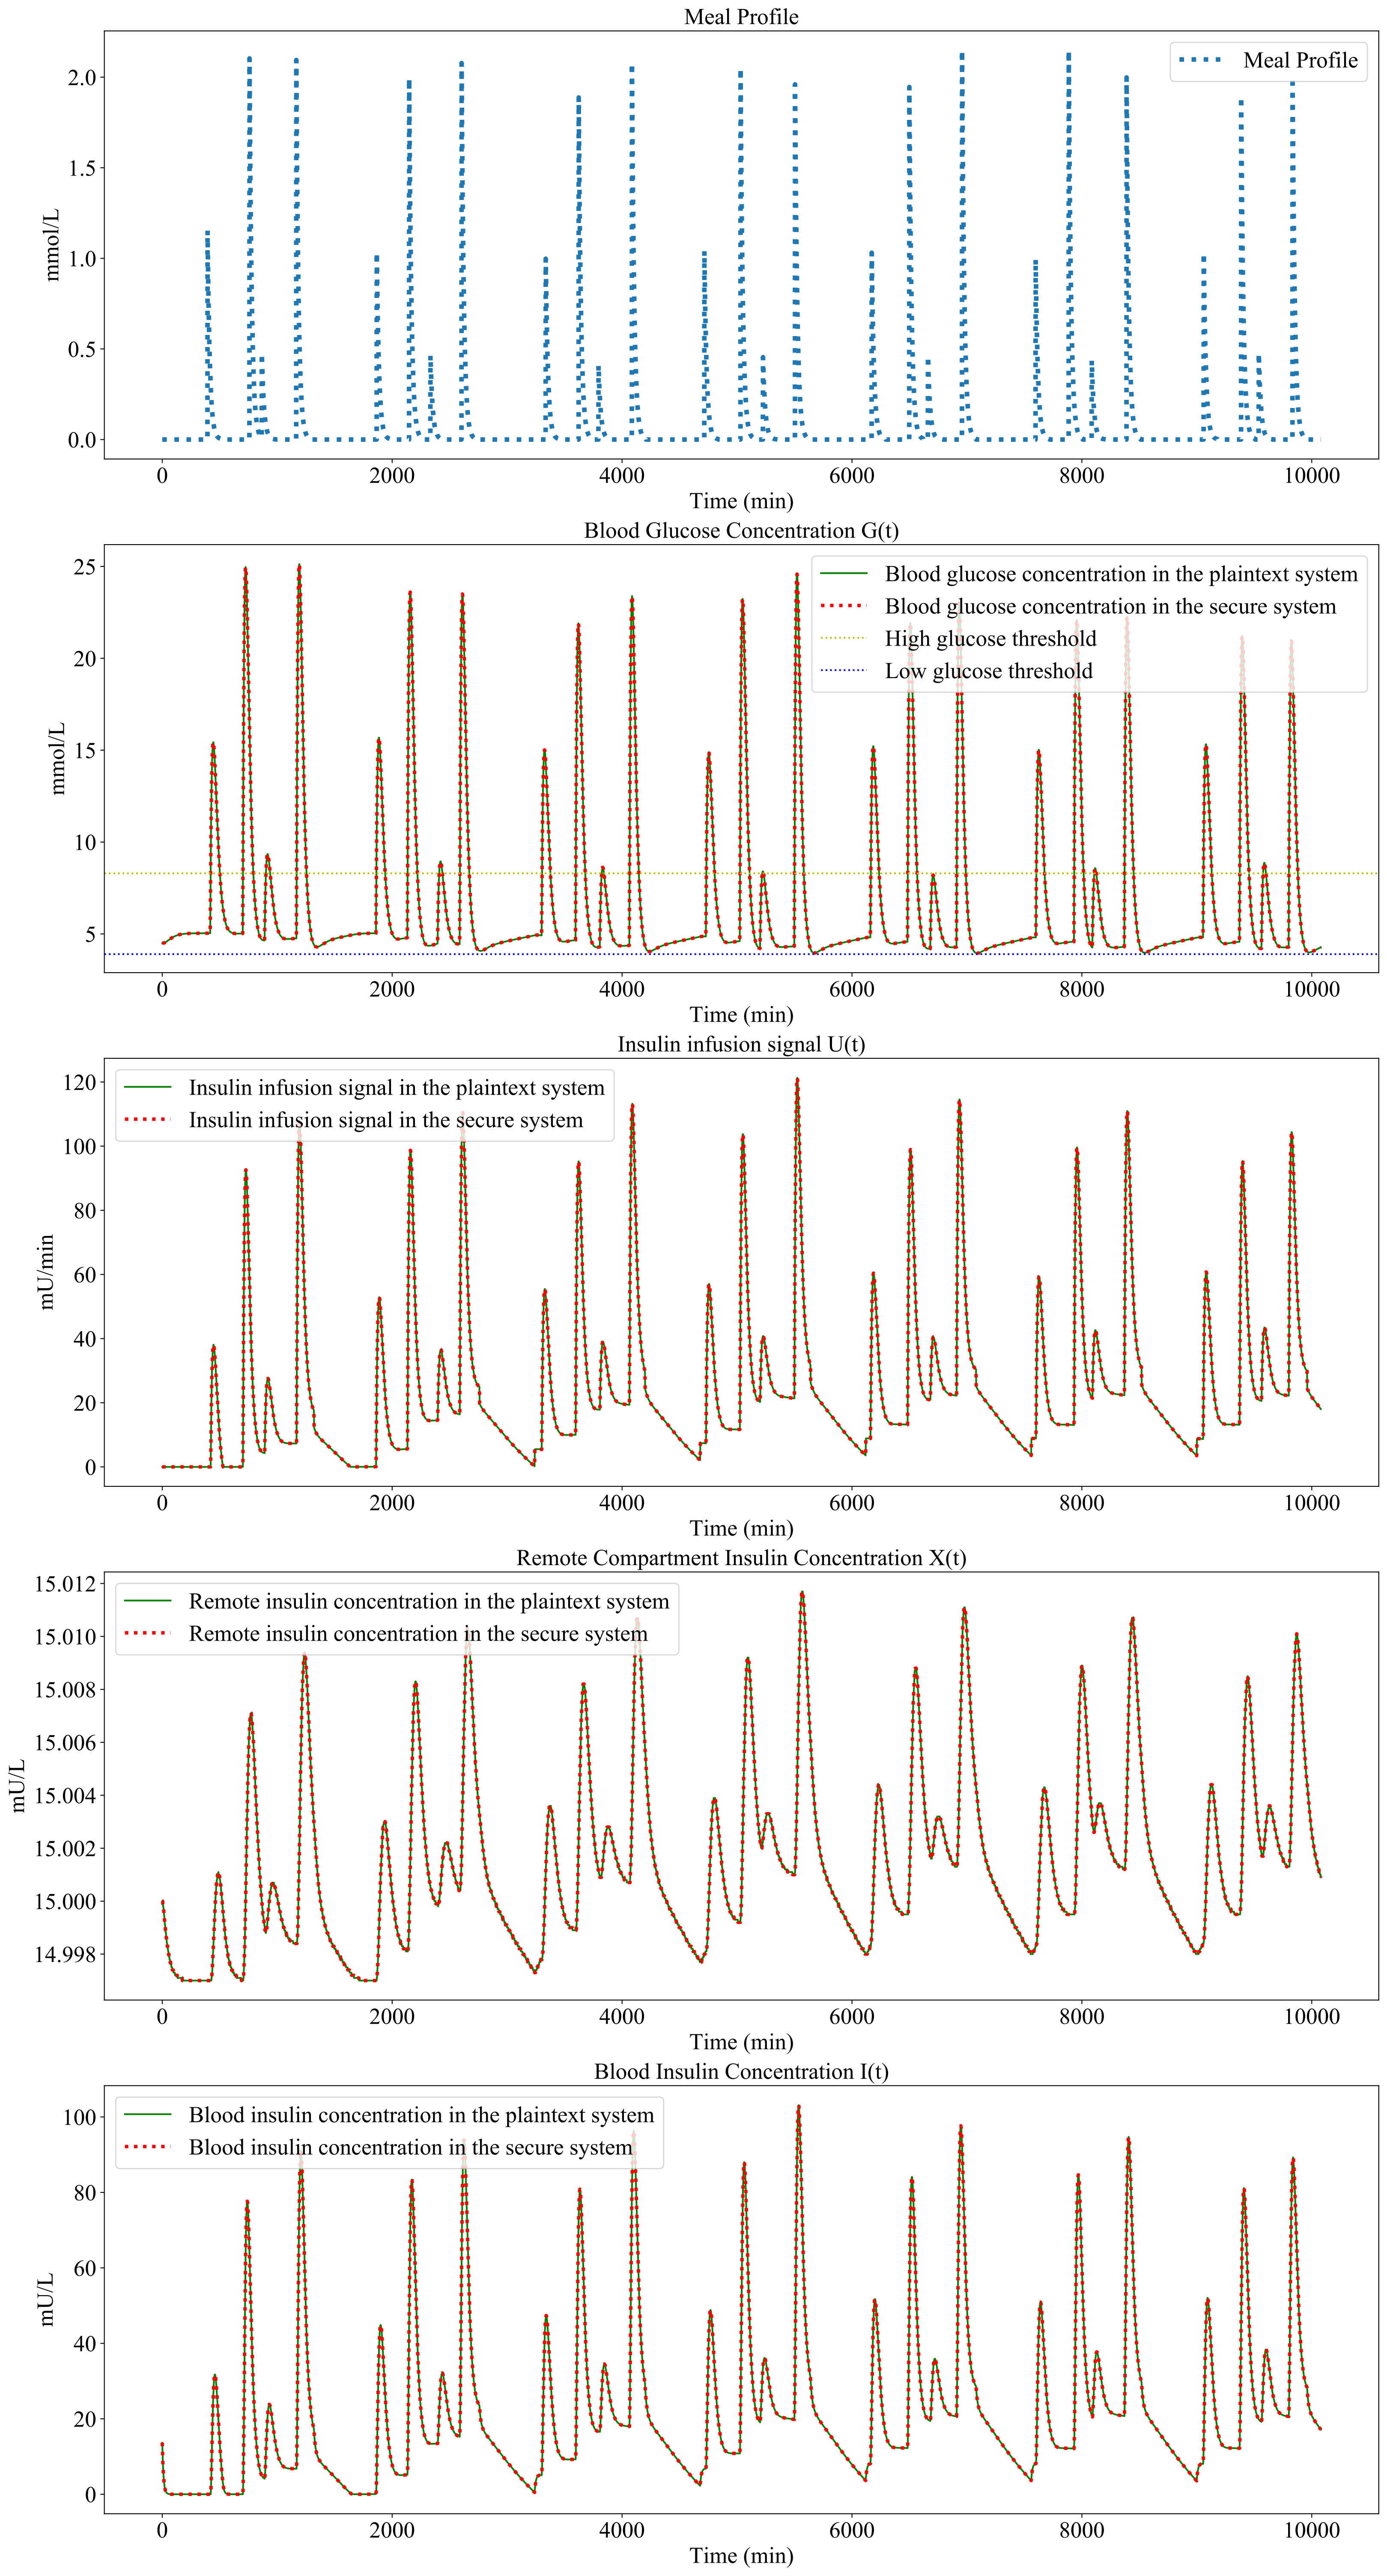 Meal Profile
2.0
1.5
1.0
0.5
0.0
mmol/L
Meal Profile
0 2000 4000 6000 8000 10000
Time (min)
Blood Glucose Concentration G(t)
25
20
15
10
5
mmol/L
Blood glucose concentration in the plaintext system
Blood glucose concentration in the secure system
High glucose threshold
Low glucose threshold
0 2000 4000 6000 8000 10000
Time (min)
Insulin infusion signal U(t)
120
100
80
60
40
20
0
mU/min
Insulin infusion signal in the plaintext system
Insulin infusion signal in the secure system
0 2000 4000 6000 8000 10000
Time (min)
Remote Compartment Insulin Concentration X(t)
15.012
15.010
15.008
15.006
15.004
15.002
15.000
14.998
mU/L
Remote insulin concentration in the plaintext system
Remote insulin concentration in the secure system
0 2000 4000 6000 8000 10000
Time (min)
Blood Insulin Concentration I(t)
100
80
60
40
20
0
mU/L
Blood insulin concentration in the plaintext system
Blood insulin concentration in the secure system
0 2000 4000 6000 8000 10000
Time (min)